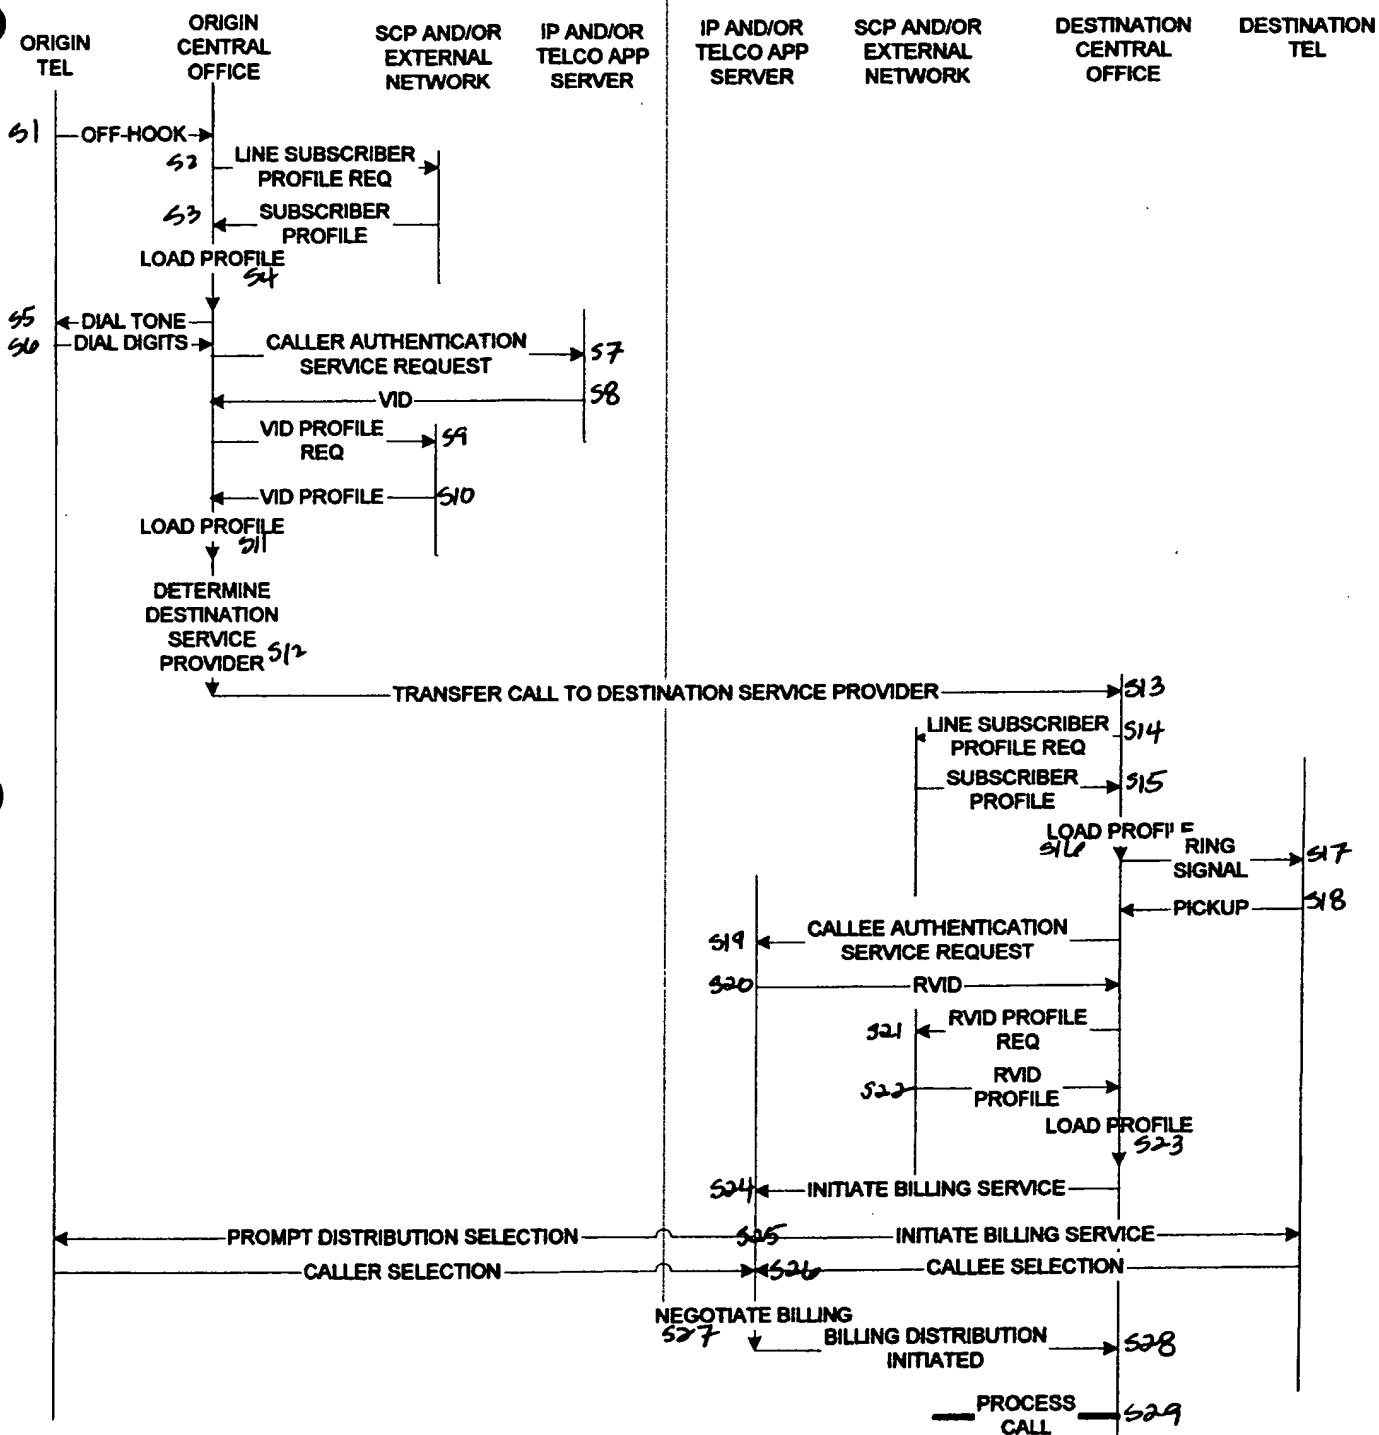 ORIGIN
TEL
ORIGIN
CENTRAL
OFFICE
SCP AND/OR
EXTERNAL
NETWORK
IP AND/OR
TELCO APP
SERVER
IP AND/OR
TELCO APP
SERVER
SCP AND/OR
EXTERNAL
NETWORK
DESTINATION
CENTRAL
OFFICE
DESTINATION
TEL
S1 OFF-HOOK
S2 LINE SUBSCRIBER
PROFILE REQ
S3 SUBSCRIBER
PROFILE
LOAD PROFILE
S4
S5 DIAL TONE
S6 DIAL DIGITS
CALLER AUTHENTICATION
SERVICE REQUEST
S7
VID S8
VID PROFILE
REQ
S9
VID PROFILE S10
LOAD PROFILE
S11
DETERMINE
DESTINATION
SERVICE
PROVIDER S12
TRANSFER CALL TO DESTINATION SERVICE PROVIDER S13
LINE SUBSCRIBER
PROFILE REQ
S14
SUBSCRIBER
PROFILE
S15
LOAD PROFILE
S16
RING
SIGNAL
S17
PICKUP S18
S19 CALLEE AUTHENTICATION
SERVICE REQUEST
S20 RVID
S21 RVID PROFILE
REQ
S22 RVID
PROFILE
LOAD PROFILE
S23
S24 INITIATE BILLING SERVICE
PROMPT DISTRIBUTION SELECTION S25 INITIATE BILLING SERVICE
CALLER SELECTION S26 CALLEE SELECTION
NEGOTIATE BILLING
S27
BILLING DISTRIBUTION
INITIATED
S28
PROCESS
CALL
S29